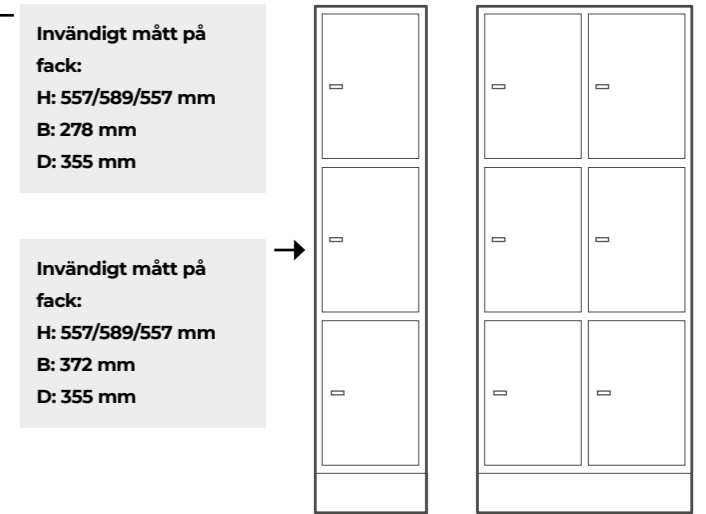 Invändigt mått på
fack:
H: 557/589/557 mm
B: 278 mm
D: 355 mm
Invändigt mått på
fack:
H: 557/589/557 mm
B: 372 mm
D: 355 mm